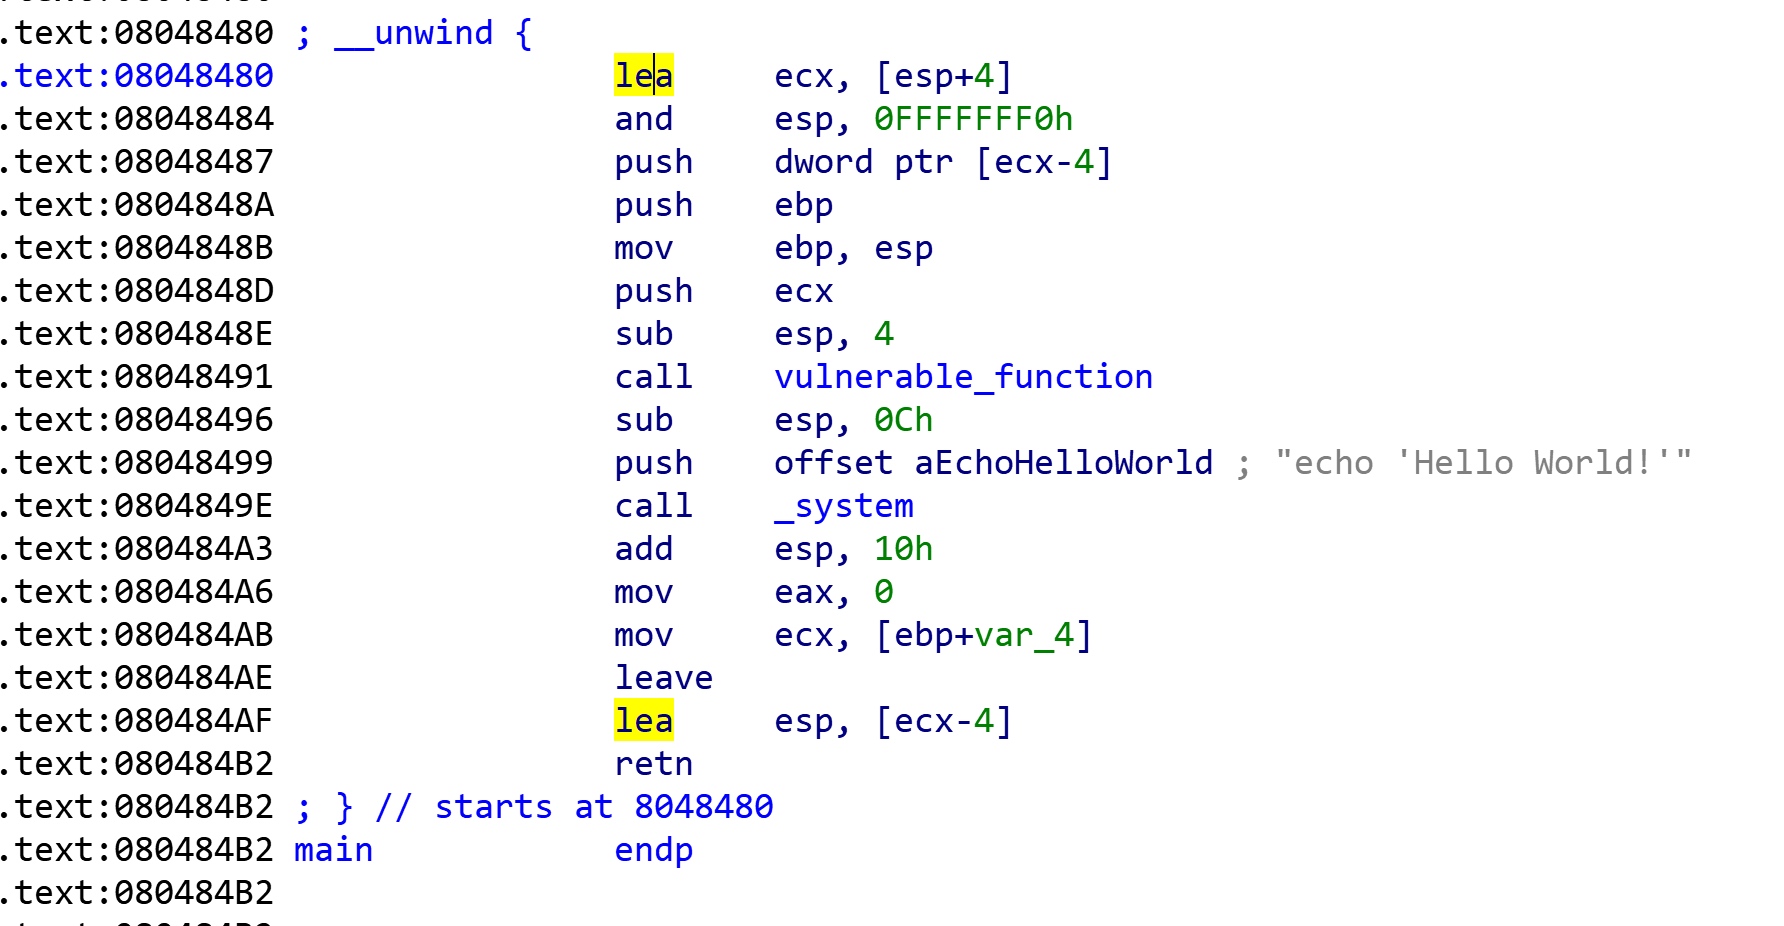 .text:08048480 ; __unwind {
.text:08048480 lea ecx, [esp+4]
.text:08048484 and esp, 0FFFFFFF0h
.text:08048487 push dword ptr [ecx-4]
.text:0804848A push ebp
.text:0804848B mov ebp, esp
.text:0804848D push ecx
.text:0804848E sub esp, 4
.text:08048491 call vulnerable_function
.text:08048496 sub esp, 0Ch
.text:08048499 push offset aEchoHelloWorld ; "echo 'Hello World!'"
.text:0804849E call _system
.text:080484A3 add esp, 10h
.text:080484A6 mov eax, 0
.text:080484AB mov ecx, [ebp+var_4]
.text:080484AE leave
.text:080484AF lea esp, [ecx-4]
.text:080484B2 retn
.text:080484B2 ; } // starts at 8048480
.text:080484B2 main endp
.text:080484B2